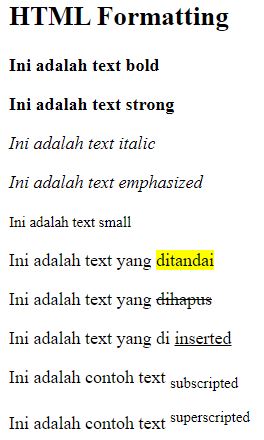 HTML Formatting
Ini adalah text bold
Ini adalah text strong
Ini adalah text italic
Ini adalah text emphasized
Ini adalah text small
Ini adalah text yang ditandai
Ini adalah text yang dihapus
Ini adalah text yang di inserted
Ini adalah contoh text subscripted
Ini adalah contoh text superscripted